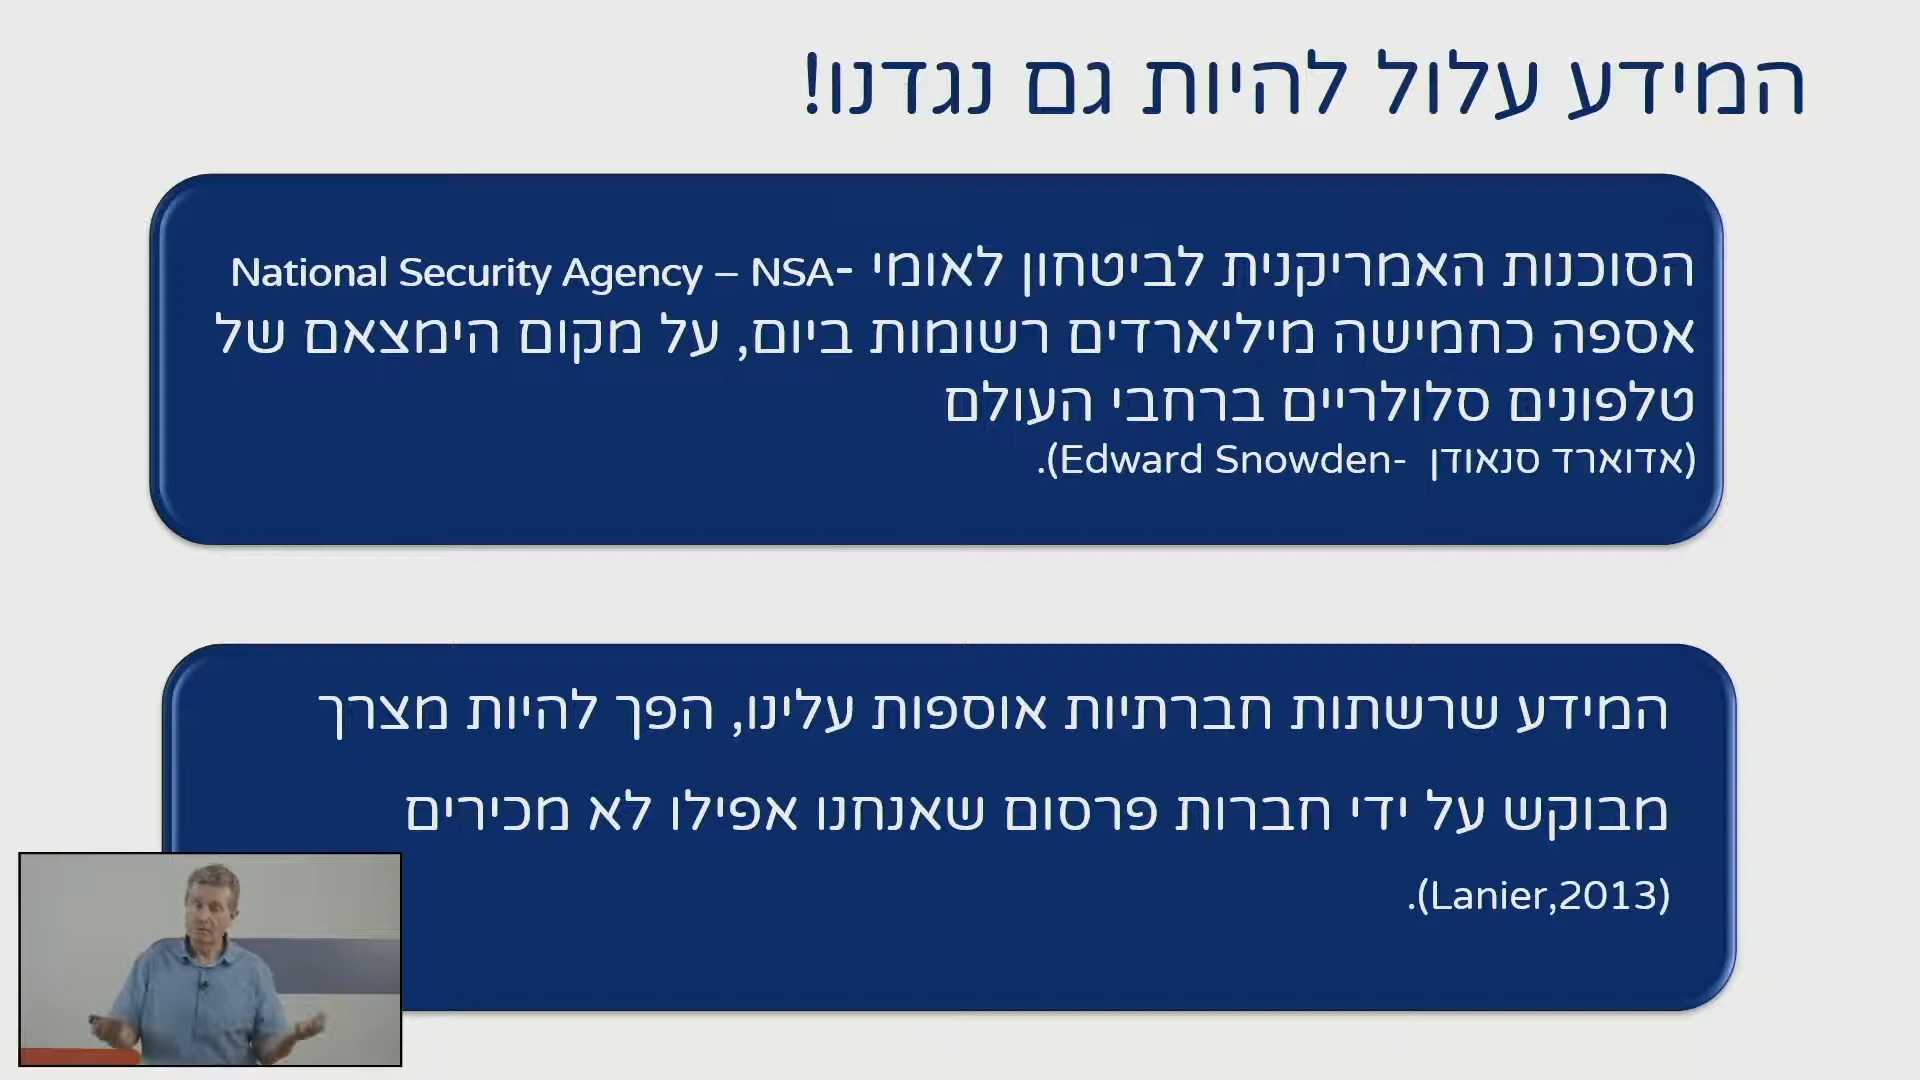 המידע עלול להיות גם נגדנו!
הסוכנות האמריקנית לביטחון לאומי -National Security Agency – NSA
אספה כחמישה מיליארדים רשומות ביום, על מקום הימצאם של
טלפונים סלולריים ברחבי העולם
(אדוארד סנאודן -Edward Snowden).
המידע שרשתות חברתיות אוספות עלינו, הפך להיות מצרך
מבוקש על ידי חברות פרסום שאנחנו אפילו לא מכירים
(Lanier,2013).